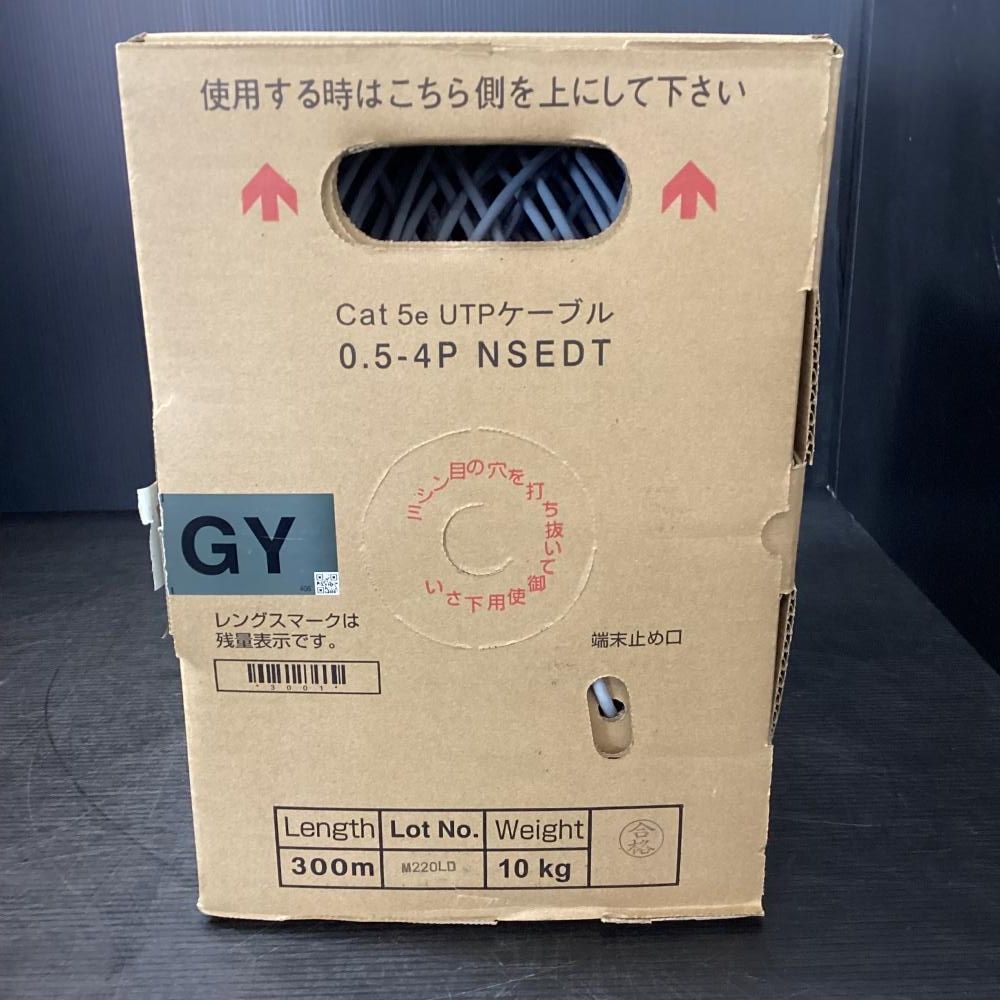 使用する時はこちら側を上にして下さい
Cat 5e UTPケーブル
0.5-4P NSEDT
ミシン目の穴を打ち抜いて御使用下さい
GY
406
レングスマークは
残量表示です。
*3001*
端末止め口
Length Lot No. Weight
300m M220LD 10 kg
合格